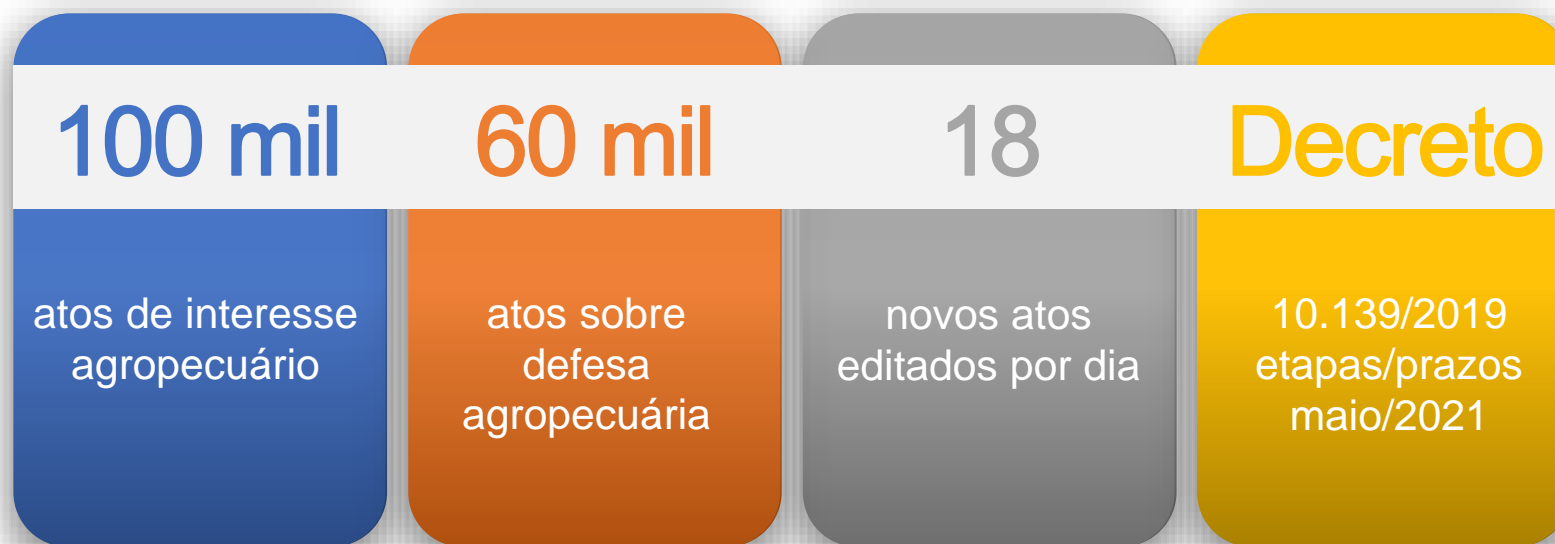 100 mil
atos de interesse
agropecuário
60 mil
atos sobre
defesa
agropecuária
18
novos atos
editados por dia
Decreto
10.139/2019
etapas/prazos
maio/2021